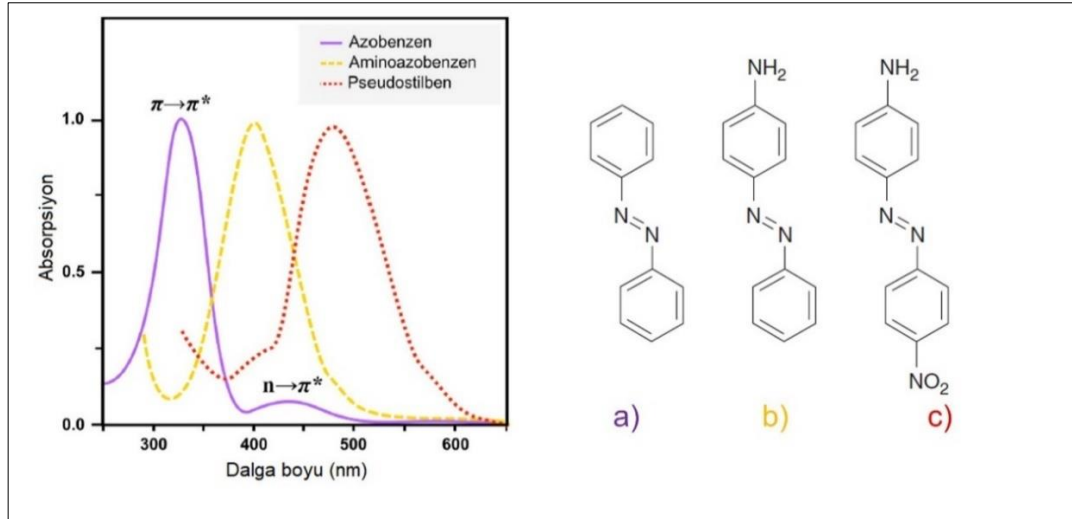 Azobenzen
Aminoazobenzen
Pseudostilben
π→π*
n→π*
1.0
0.5
0.0
Absorpsiyon
300
400
500
600
Dalga boyu (nm)
N
N
a)
NH2
N
N
b)
NH2
N
N
NO2
c)